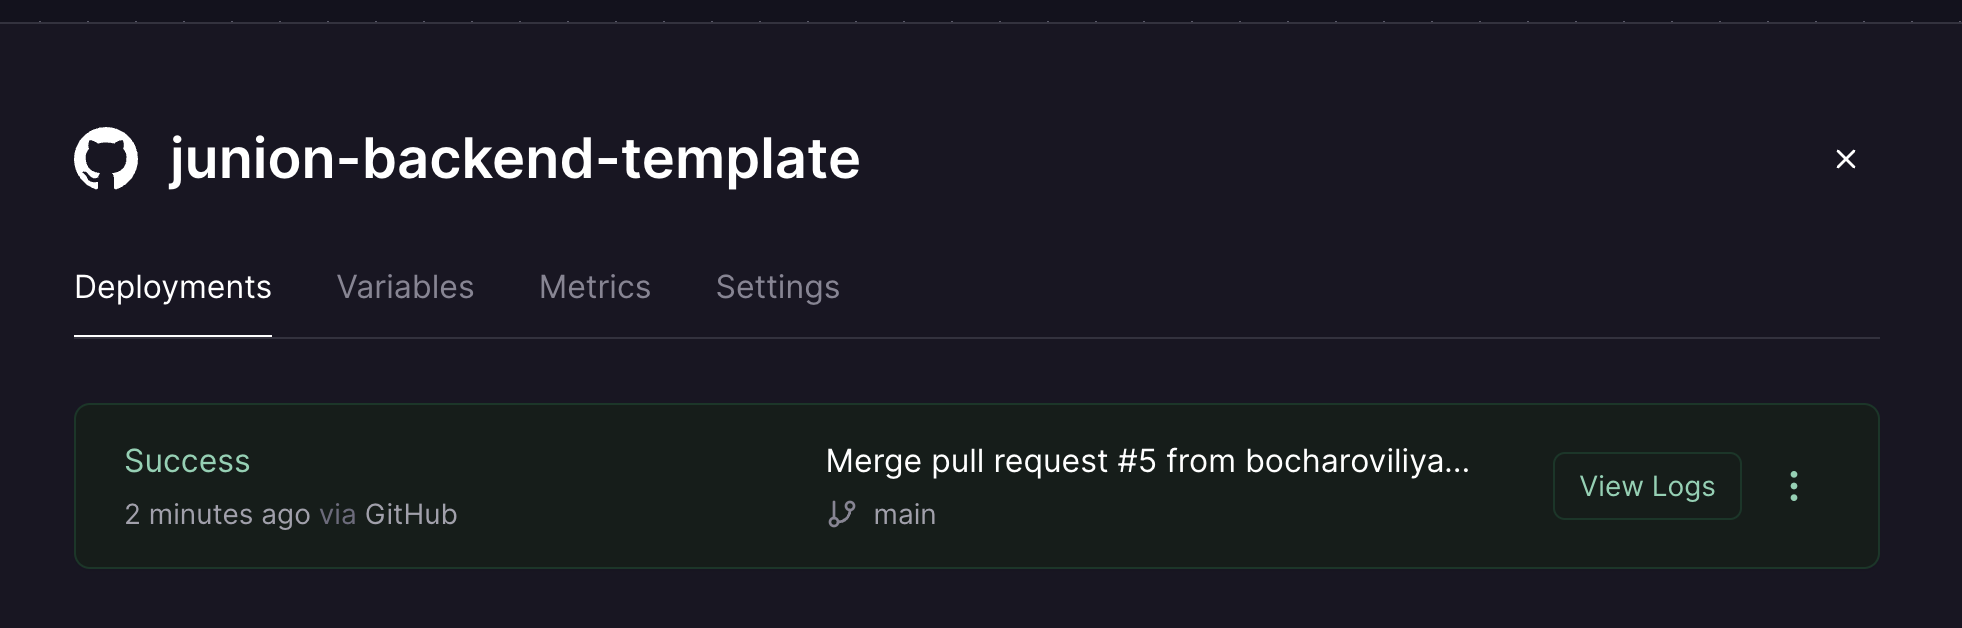 junion-backend-template
Deployments Variables Metrics Settings
Success
2 minutes ago via GitHub
Merge pull request #5 from bocharoviliya...
main
View Logs